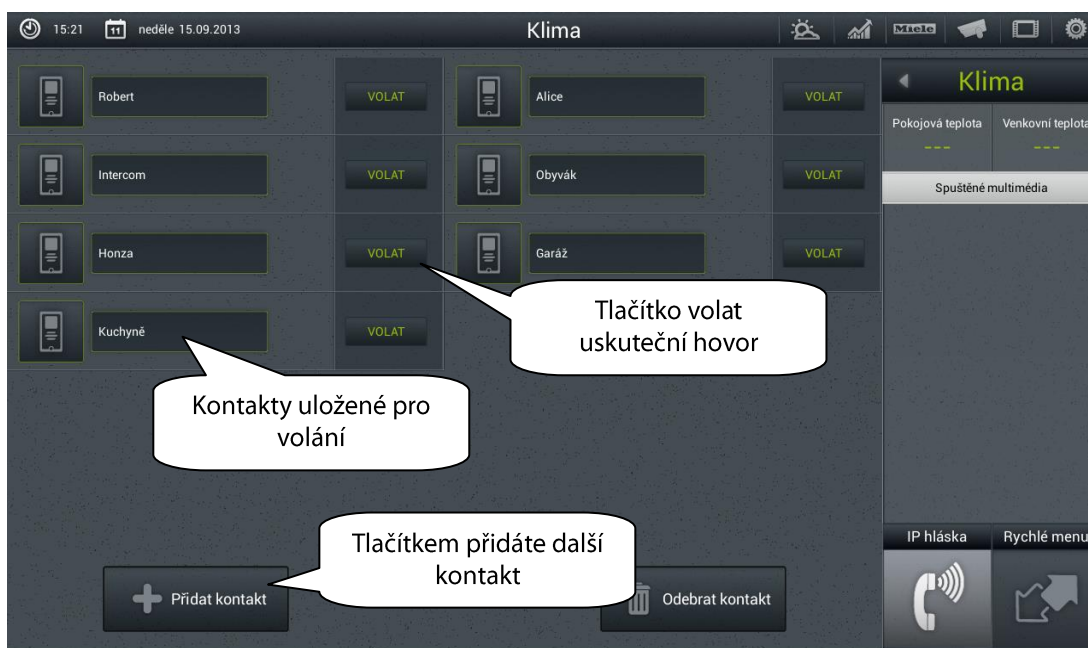 15:21 11 neděle 15.09.2013 Klima Miele
Robert VOLAT Alice VOLAT
Intercom VOLAT Obyvák VOLAT
Honza VOLAT Garáž VOLAT
Kuchyně VOLAT
Klima
Pokojová teplota Venkovní teplota
--- ---
Spuštěné multimédia
Tlačítko volat
uskuteční hovor
Kontakty uložené pro
volání
Tlačítkem přidáte další
kontakt
Přidat kontakt Odebrat kontakt
IP hláska Rychlé menu